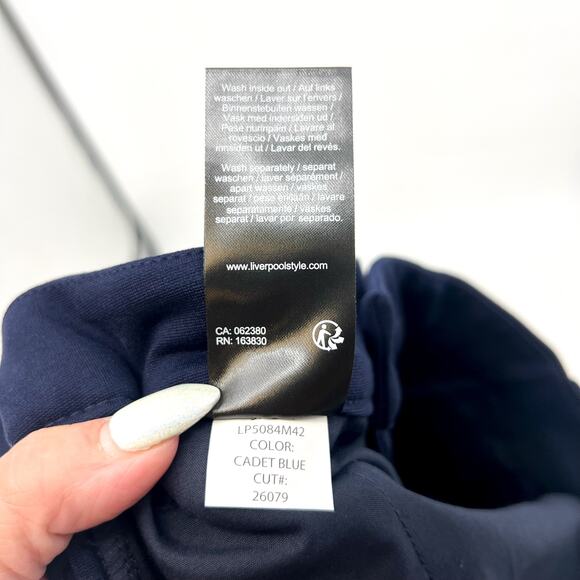 Wash inside out / Auf links
waschen / Laver sur l'envers /
Binnenstebuiten wassen /
Vask med indersiden ud /
Pese nurinpäin / Lavare al
rovescio / Vaskes med
innsiden ut / Lavar del revés.
Wash separately / separat
waschen / laver séparément /
apart wassen / vaskes
separat / pese erikseen / lavare
separatamente / vaskes
separat / lavar por separado.
www.liverpoolstyle.com
CA: 062380
RN: 163830
LP5084M42
COLOR:
CADET BLUE
CUT#:
26079